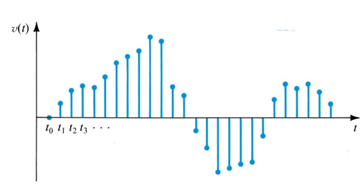 v(t)
t₀ t₁ t₂ t₃ · · ·
t